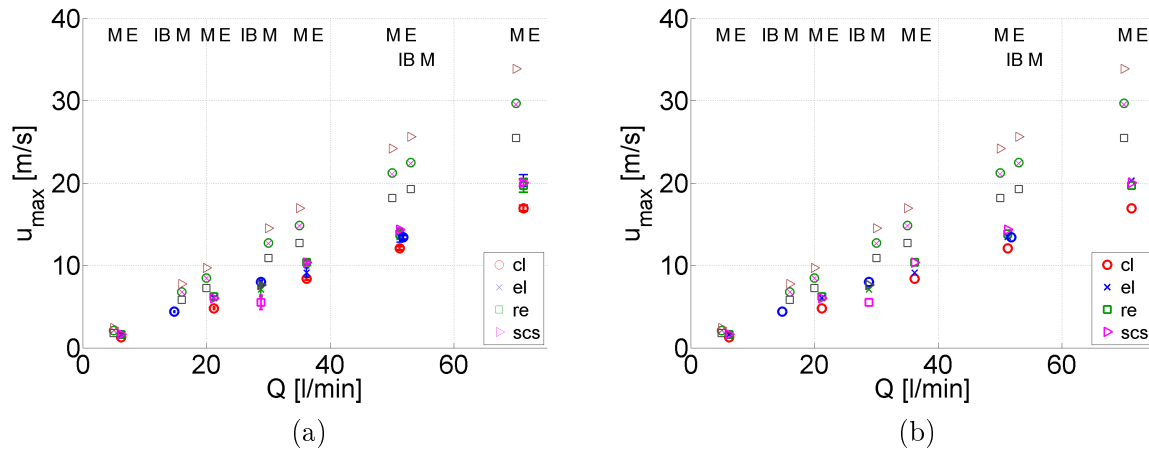 40
30
20
10
0
u_max [m/s]
M E IB M M E IB M M E M E M E
IB M
cl
el
re
scs
0 20 40 60
Q [l/min]
(a)
40
30
20
10
0
u_max [m/s]
M E IB M M E IB M M E M E M E
IB M
cl
el
re
scs
0 20 40 60
Q [l/min]
(b)